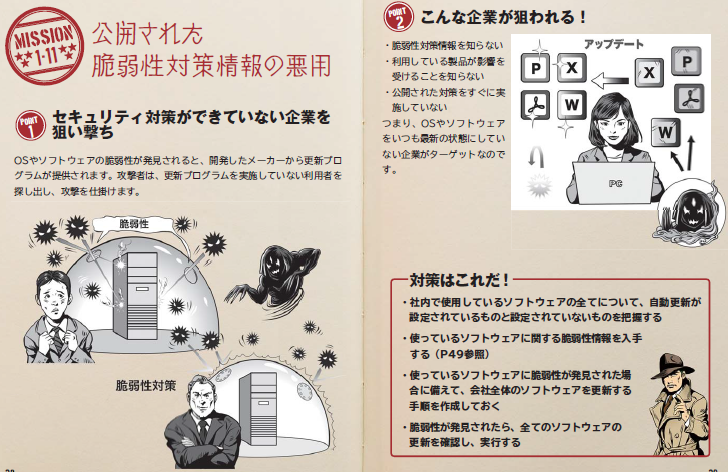 MISSION
1-11
公開された
脆弱性対策情報の悪用
POINT
1
セキュリティ対策ができていない企業を
狙い撃ち
OSやソフトウェアの脆弱性が発見されると、開発したメーカーから更新プロ
グラムが提供されます。攻撃者は、更新プログラムを実施していない利用者を
探し出し、攻撃を仕掛けます。
脆弱性
脆弱性対策
POINT
2
こんな企業が狙われる！
・脆弱性対策情報を知らない
・利用している製品が影響を
受けることを知らない
・公開された対策をすぐに実
施していない
つまり、OSやソフトウェア
をいつも最新の状態にしてい
ない企業がターゲットなので
す。
アップデート
P
X
X
P
W
W
PC
対策はこれだ！
・社内で使用しているソフトウェアの全てについて、自動更新が
設定されているものと設定されていないものを把握する
・使っているソフトウェアに関する脆弱性情報を入手
する（P49参照）
・使っているソフトウェアに脆弱性が発見された場
合に備えて、会社全体のソフトウェアを更新する
手順を作成しておく
・脆弱性が発見されたら、全てのソフトウェアの
更新を確認し、実行する